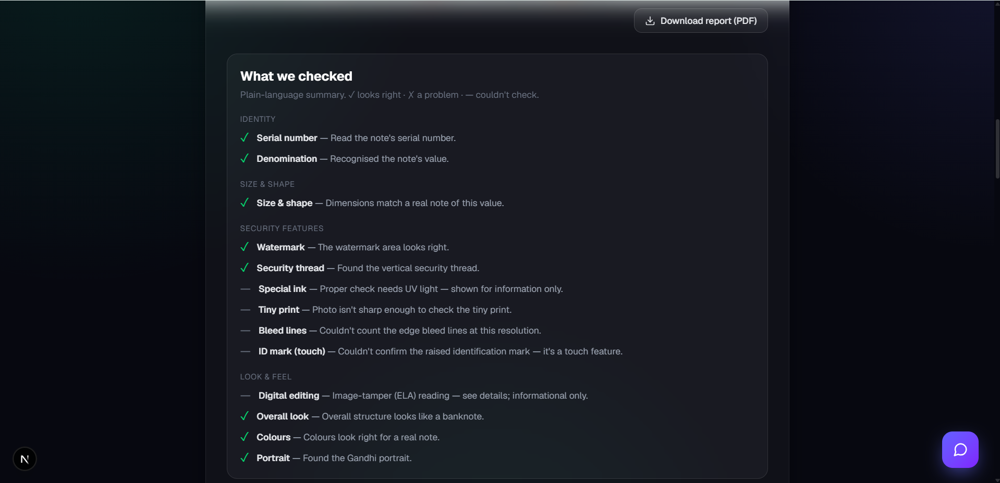 Download report (PDF)
What we checked
Plain-language summary. ✓ looks right · ✗ a problem · — couldn't check.
IDENTITY
✓ Serial number — Read the note's serial number.
✓ Denomination — Recognised the note's value.
SIZE & SHAPE
✓ Size & shape — Dimensions match a real note of this value.
SECURITY FEATURES
✓ Watermark — The watermark area looks right.
✓ Security thread — Found the vertical security thread.
— Special ink — Proper check needs UV light — shown for information only.
— Tiny print — Photo isn't sharp enough to check the tiny print.
— Bleed lines — Couldn't count the edge bleed lines at this resolution.
— ID mark (touch) — Couldn't confirm the raised identification mark — it's a touch feature.
LOOK & FEEL
— Digital editing — Image-tamper (ELA) reading — see details; informational only.
✓ Overall look — Overall structure looks like a banknote.
✓ Colours — Colours look right for a real note.
✓ Portrait — Found the Gandhi portrait.
N